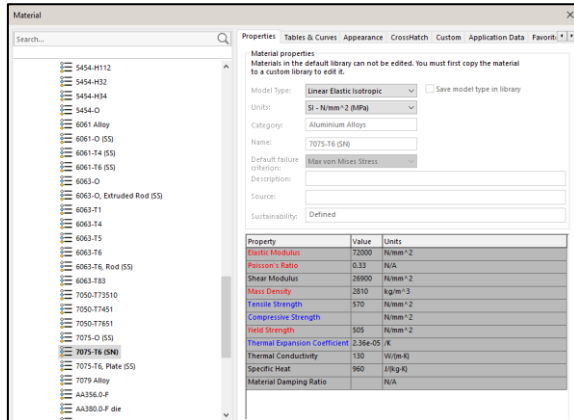 Material
Search...
5454-H112
5454-H32
5454-H34
5454-O
6061 Alloy
6061-O (SS)
6061-T4 (SS)
6061-T6 (SS)
6063-O
6063-O, Extruded Rod (SS)
6063-T1
6063-T4
6063-T5
6063-T6
6063-T6, Rod (SS)
6063-T83
7050-T73510
7050-T7451
7050-T7651
7075-O (SS)
7075-T6 (SN)
7075-T6, Plate (SS)
7079 Alloy
AA356.0-F
AA380.0-F die
Properties Tables & Curves Appearance CrossHatch Custom Application Data Favorit
Material properties
Materials in the default library can not be edited. You must first copy the material
to a custom library to edit it.
Model Type: Linear Elastic Isotropic Save model type in library
Units: SI - N/mm^2 (MPa)
Category: Aluminium Alloys
Name: 7075-T6 (SN)
Default failure
criterion: Max von Mises Stress
Description:
Source:
Sustainability: Defined
Property Value Units
Elastic Modulus 72000 N/mm^2
Poisson's Ratio 0.33 N/A
Shear Modulus 26900 N/mm^2
Mass Density 2810 kg/m^3
Tensile Strength 570 N/mm^2
Compressive Strength N/mm^2
Yield Strength 505 N/mm^2
Thermal Expansion Coefficient 2.36e-05 /K
Thermal Conductivity 130 W/(m·K)
Specific Heat 960 J/(kg·K)
Material Damping Ratio N/A